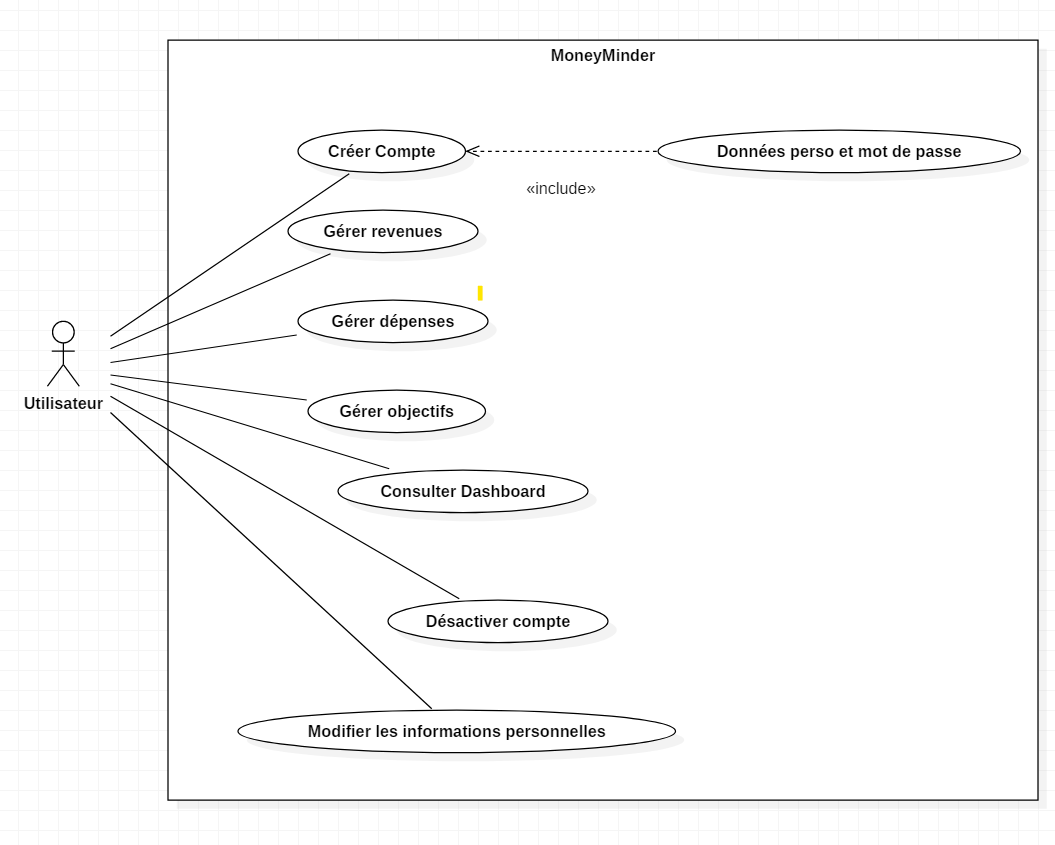 MoneyMinder
Créer Compte
Données perso et mot de passe
«include»
Gérer revenues
Gérer dépenses
Utilisateur
Gérer objectifs
Consulter Dashboard
Désactiver compte
Modifier les informations personnelles